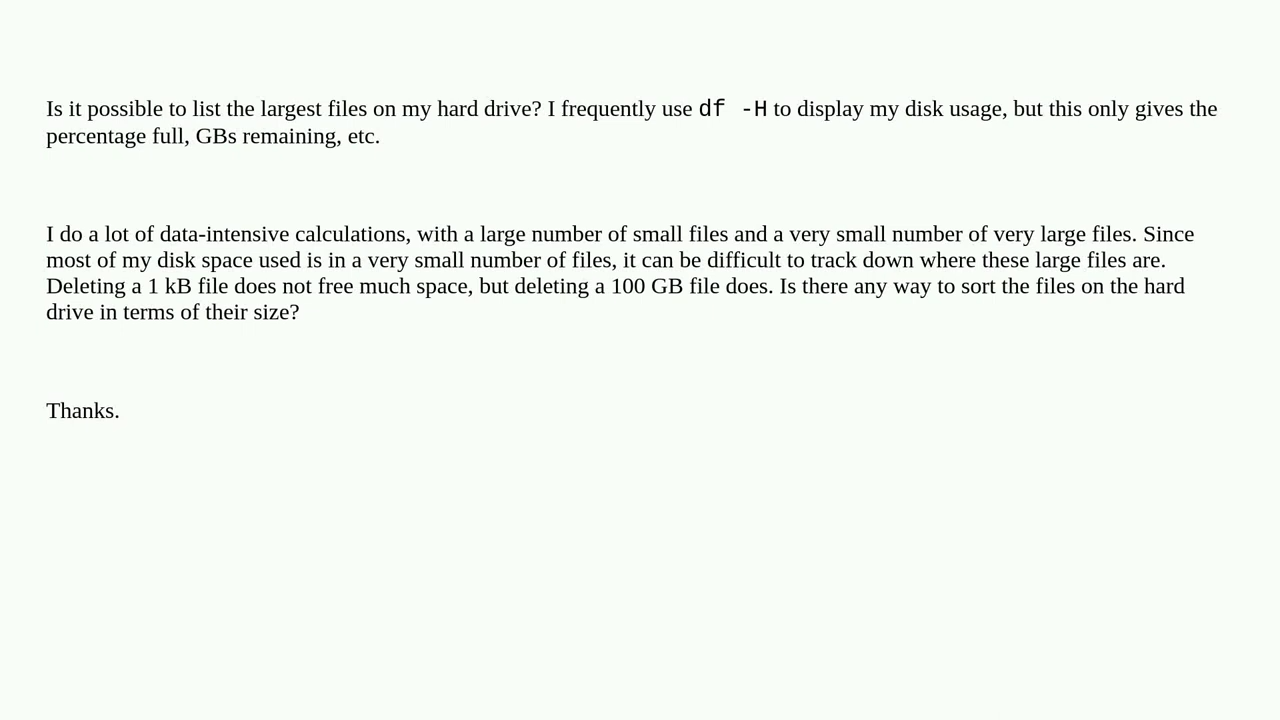 Is it possible to list the largest files on my hard drive? I frequently use df -H to display my disk usage, but this only gives the
percentage full, GBs remaining, etc.
I do a lot of data-intensive calculations, with a large number of small files and a very small number of very large files. Since
most of my disk space used is in a very small number of files, it can be difficult to track down where these large files are.
Deleting a 1 kB file does not free much space, but deleting a 100 GB file does. Is there any way to sort the files on the hard
drive in terms of their size?
Thanks.